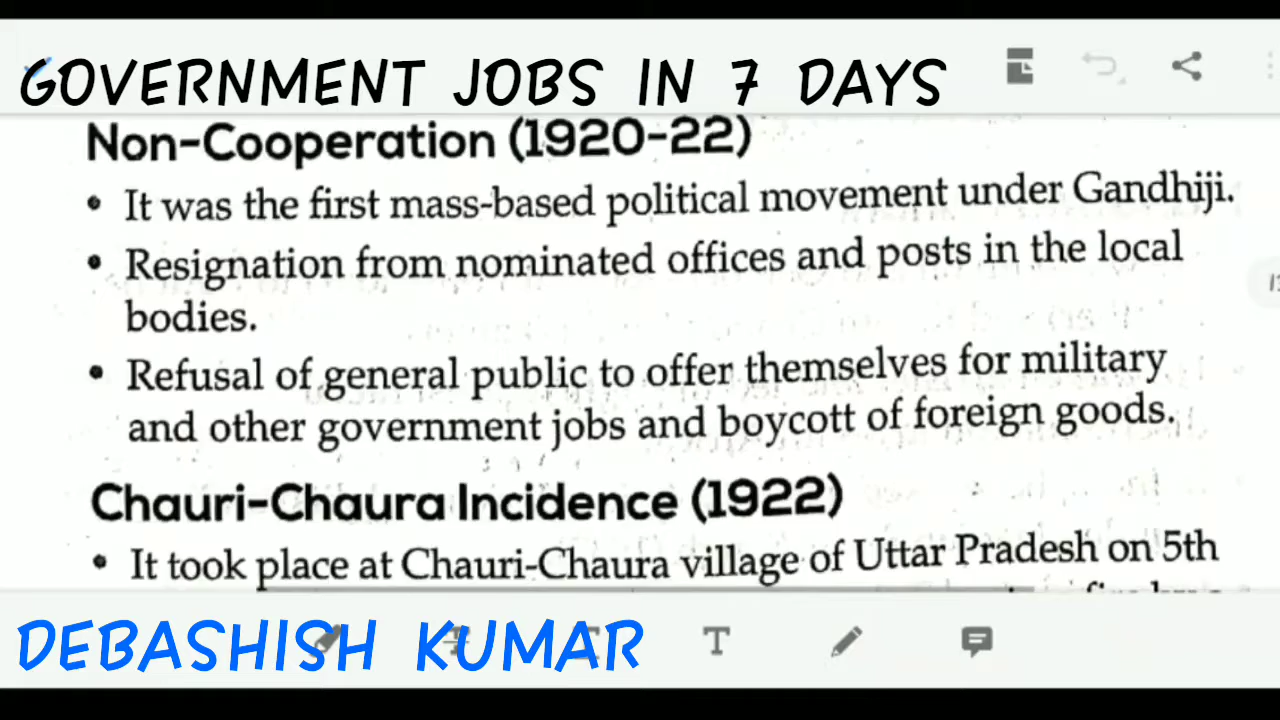 GOVERNMENT JOBS IN 7 DAYS
Non-Cooperation (1920-22)
• It was the first mass-based political movement under Gandhiji.
• Resignation from nominated offices and posts in the local
bodies.
• Refusal of general public to offer themselves for military
and other government jobs and boycott of foreign goods.
Chauri-Chaura Incidence (1922)
• It took place at Chauri-Chaura village of Uttar Pradesh on 5th
DEBASHISH KUMAR
T